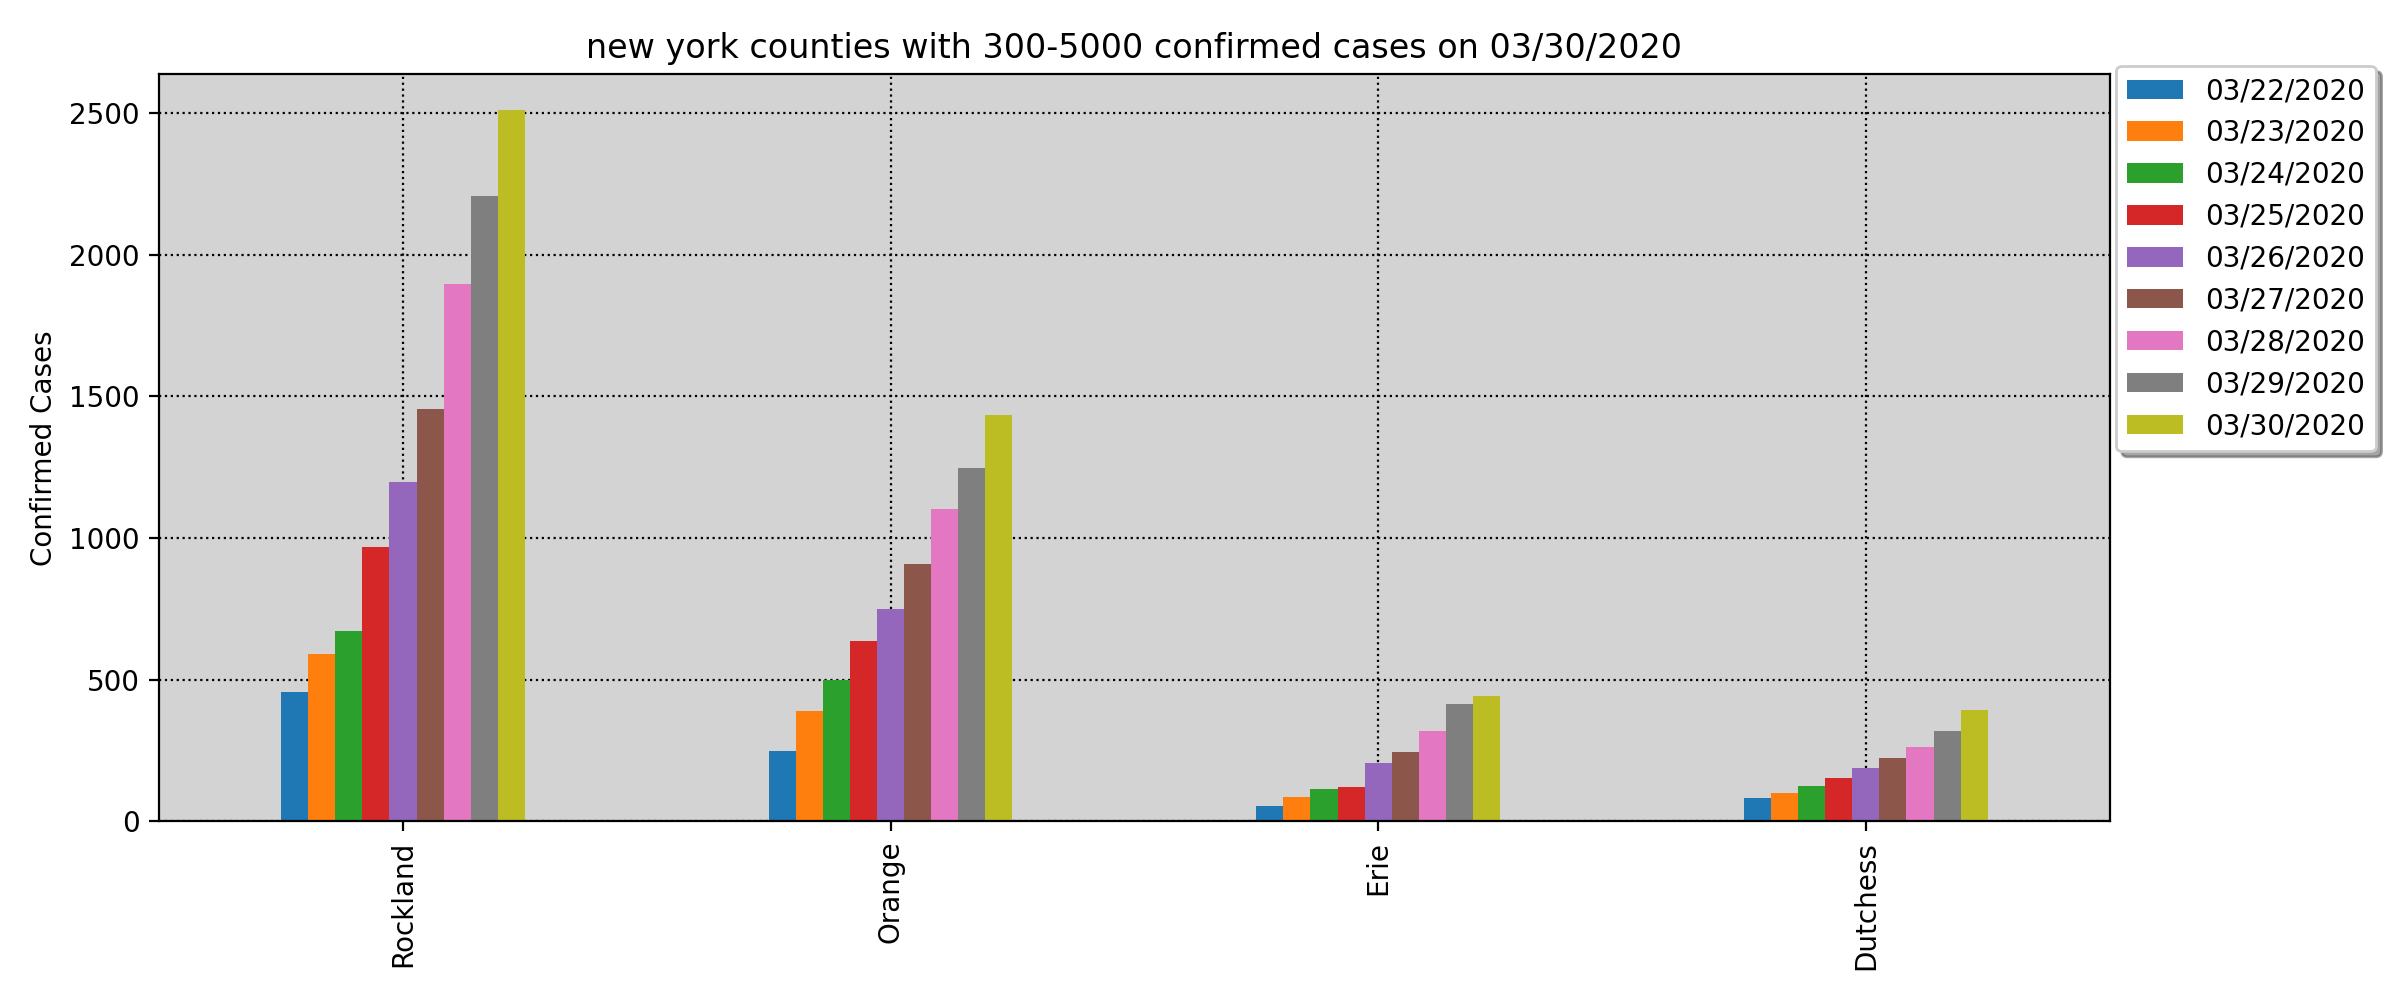 new york counties with 300-5000 confirmed cases on 03/30/2020
Confirmed Cases
2500
2000
1500
1000
500
0
Rockland
Orange
Erie
Dutchess
03/22/2020
03/23/2020
03/24/2020
03/25/2020
03/26/2020
03/27/2020
03/28/2020
03/29/2020
03/30/2020